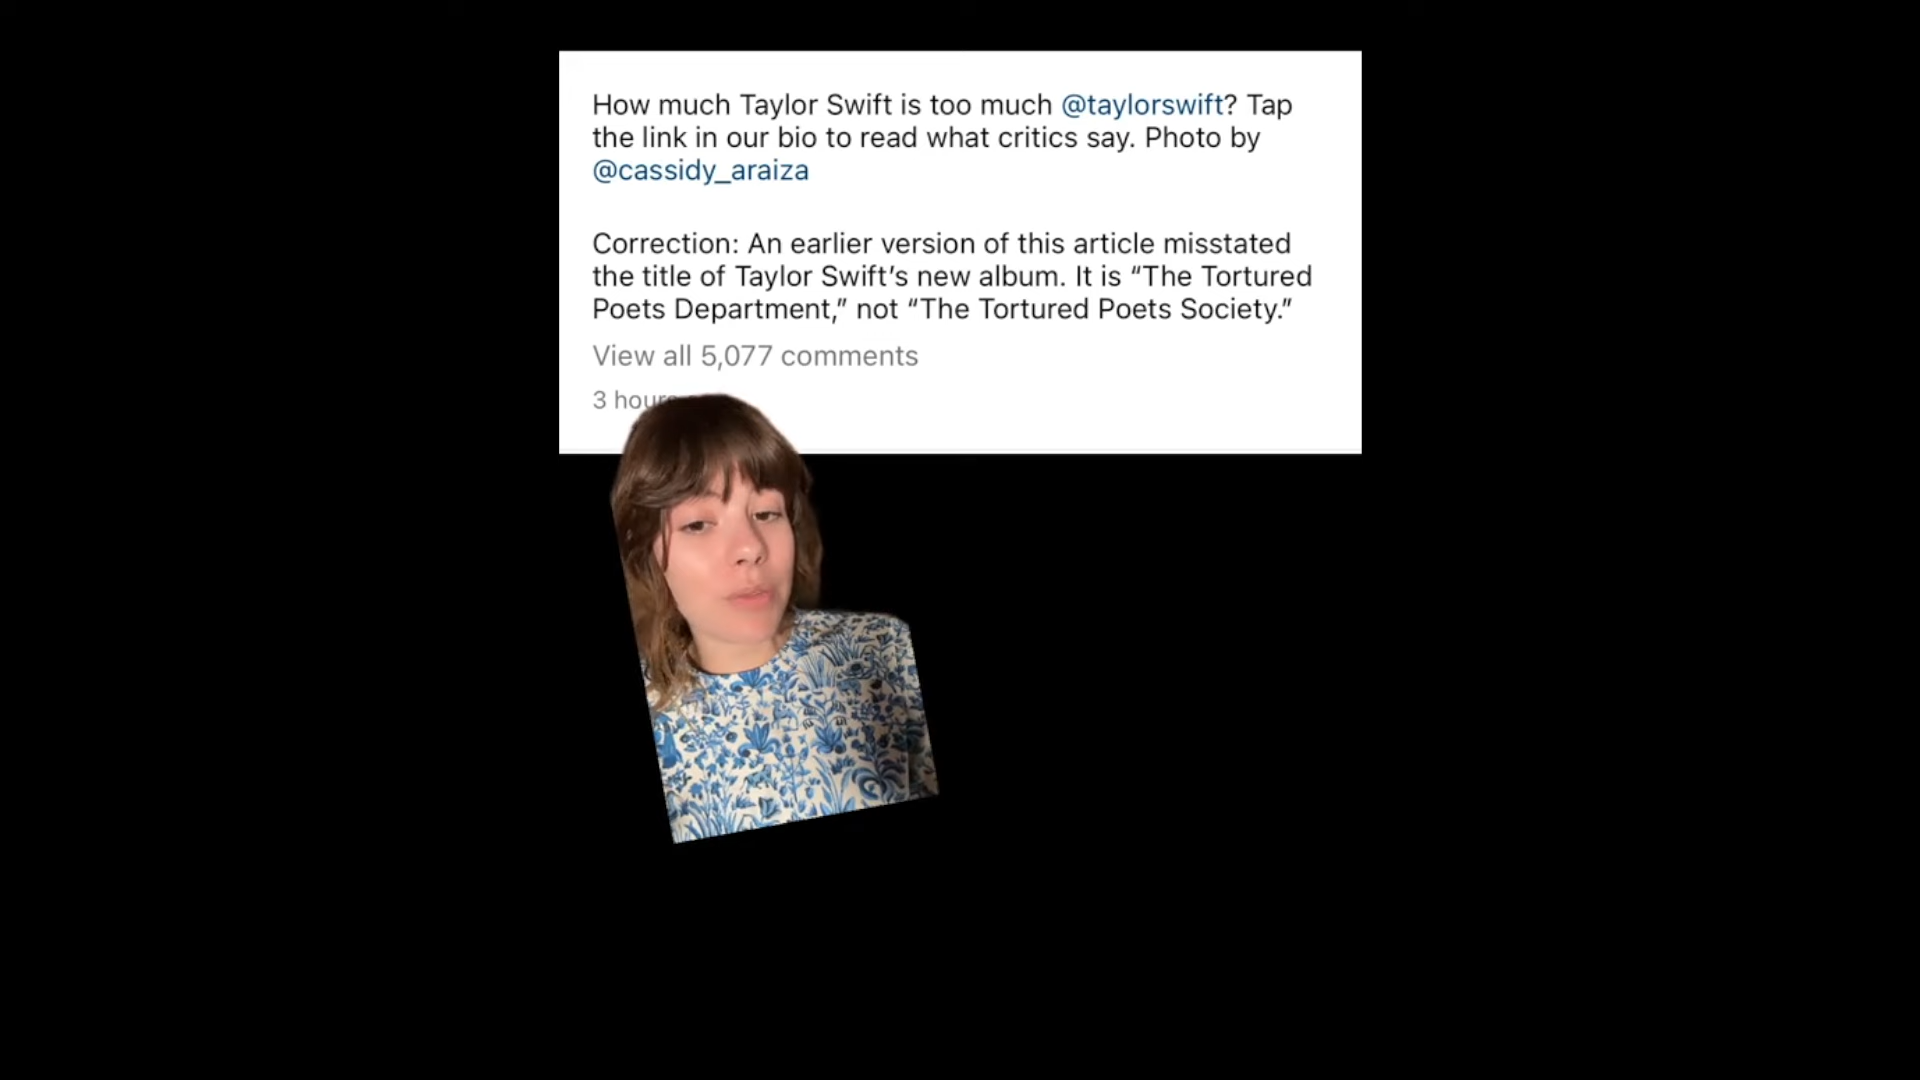 How much Taylor Swift is too much @taylorswift? Tap
the link in our bio to read what critics say. Photo by
@cassidy_araiza
Correction: An earlier version of this article misstated
the title of Taylor Swift’s new album. It is “The Tortured
Poets Department,” not “The Tortured Poets Society.”
View all 5,077 comments
3